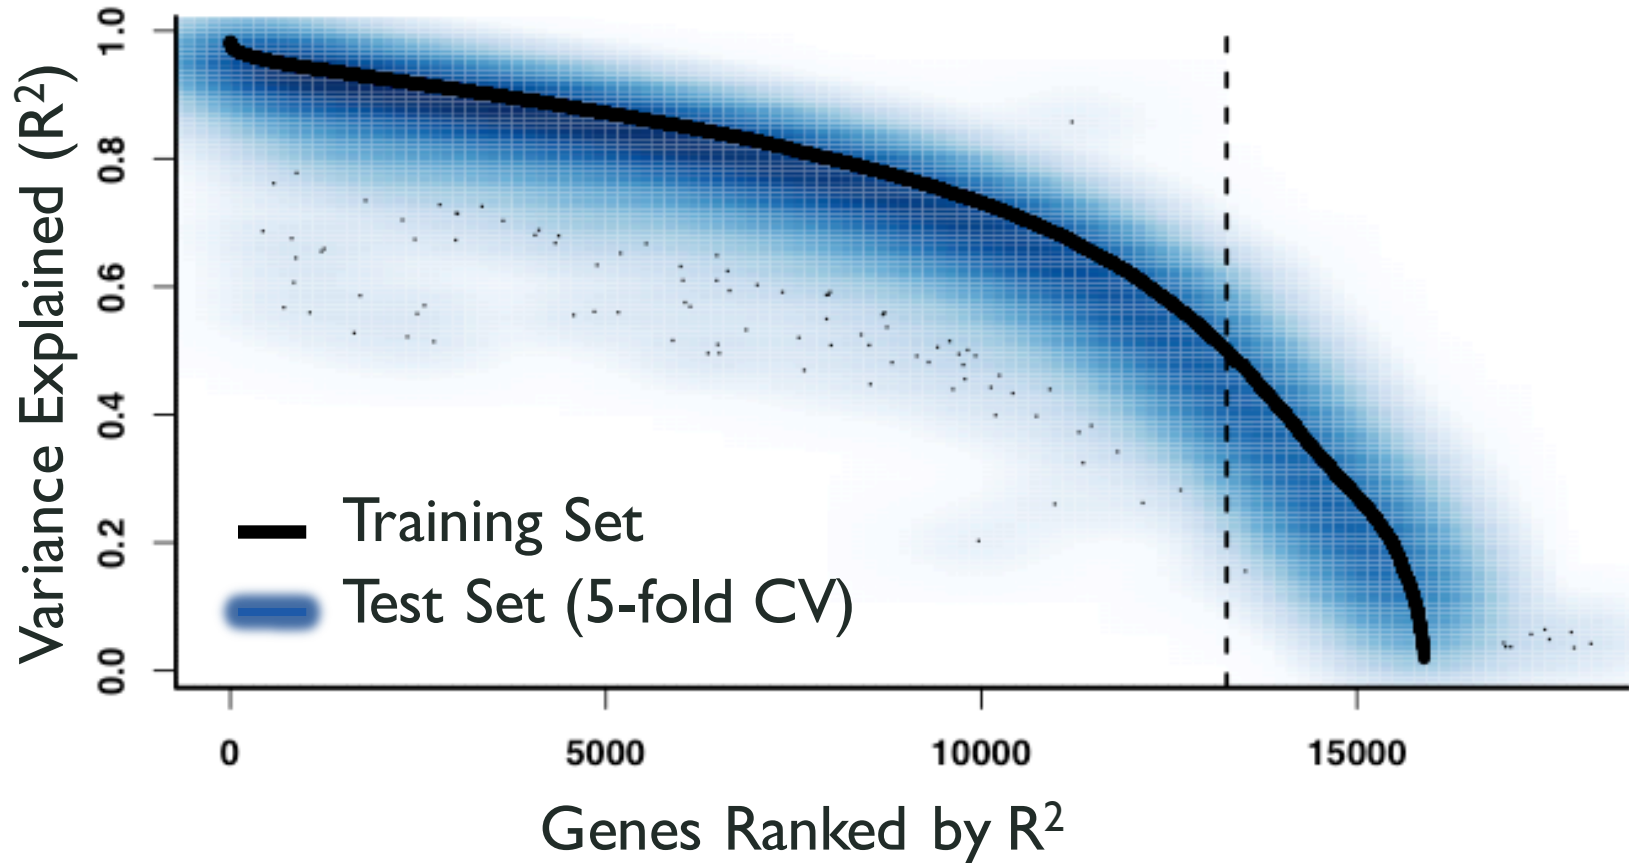 Variance Explained (R²)
1.0
0.8
0.6
0.4
0.2
0.0
Training Set
Test Set (5-fold CV)
0 5000 10000 15000
Genes Ranked by R²